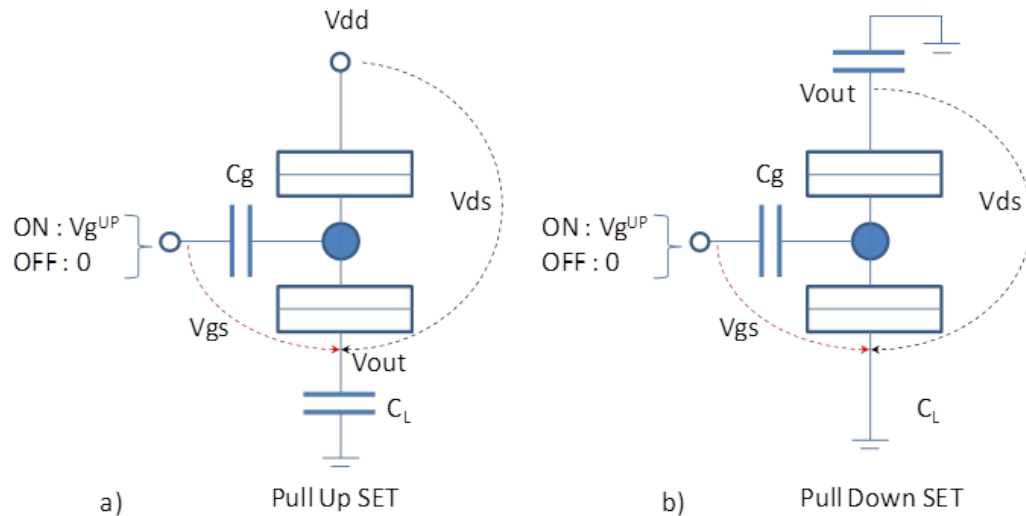 Vdd
Cg
Vds
ON : Vg^UP
OFF : 0
Vgs
Vout
C_L
a)
Pull Up SET
Vout
Cg
Vds
ON : Vg^UP
OFF : 0
Vgs
C_L
b)
Pull Down SET